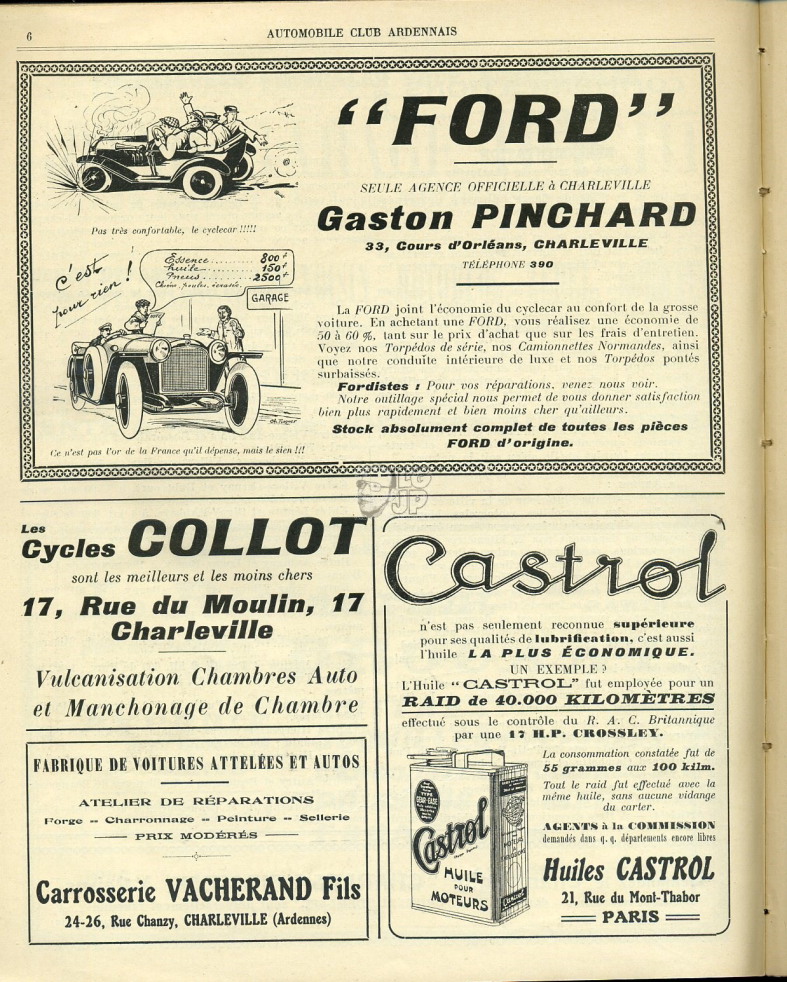 6
AUTOMOBILE CLUB ARDENNAIS
Pas très confortable, le cyclecar !!!!!
c'est
pour rien !
Essence.......... 800 f
huile............ 150 f
Pneus............ 2500 f
Chiens, poules, écrasés.
GARAGE
Ce n'est pas l'or de la France qu'il dépense, mais le sien !!!
“FORD”
SEULE AGENCE OFFICIELLE à CHARLEVILLE
Gaston PINCHARD
33, Cours d'Orléans, CHARLEVILLE
TÉLÉPHONE 390
La FORD joint l'économie du cyclecar au confort de la grosse
voiture. En achetant une FORD, vous réalisez une économie de
50 à 60 %, tant sur le prix d'achat que sur les frais d'entretien.
Voyez nos Torpédos de série, nos Camionnettes Normandes, ainsi
que notre conduite intérieure de luxe et nos Torpédos pontés
surbaissés.
Fordistes : Pour vos réparations, venez nous voir.
Notre outillage spécial nous permet de vous donner satisfaction
bien plus rapidement et bien moins cher qu'ailleurs.
Stock absolument complet de toutes les pièces
FORD d'origine.
LO
JP
Les
Cycles COLLOT
sont les meilleurs et les moins chers
17, Rue du Moulin, 17
Charleville
Vulcanisation Chambres Auto
et Manchonage de Chambre
FABRIQUE DE VOITURES ATTELÉES ET AUTOS
ATELIER DE RÉPARATIONS
Forge -- Charronnage -- Peinture -- Sellerie
PRIX MODÉRÉS
Carrosserie VACHERAND Fils
24-26, Rue Chanzy, CHARLEVILLE (Ardennes)
Castrol
n'est pas seulement reconnue supérieure
pour ses qualités de lubrification, c'est aussi
l'huile LA PLUS ÉCONOMIQUE.
UN EXEMPLE ?
L'Huile “CASTROL” fut employée pour un
RAID de 40.000 KILOMÈTRES
effectué sous le contrôle du R. A. C. Britannique
par une 17 H.P. CROSSLEY.
La consommation constatée fut de
55 grammes aux 100 kilm.
Tout le raid fut effectué avec la
même huile, sans aucune vidange
du carter.
AGENTS à la COMMISSION
demandés dans q. q. départements encore libres
Huiles CASTROL
21, Rue du Mont-Thabor
PARIS
Castrol
HUILE
POUR
MOTEURS